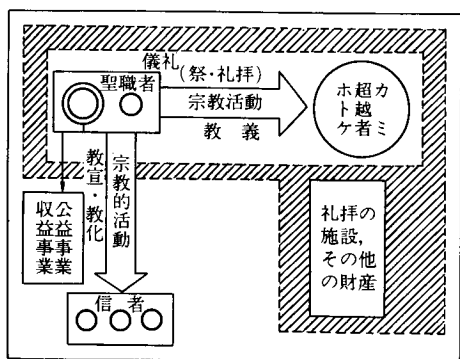 儀礼(祭・礼拝)
聖職者
宗教活動
教義
カミ
超越者
ホトケ
宗教的活動
教宣・教化
公益事業
収益事業
礼拝の
施設,
その他
の財産
信者